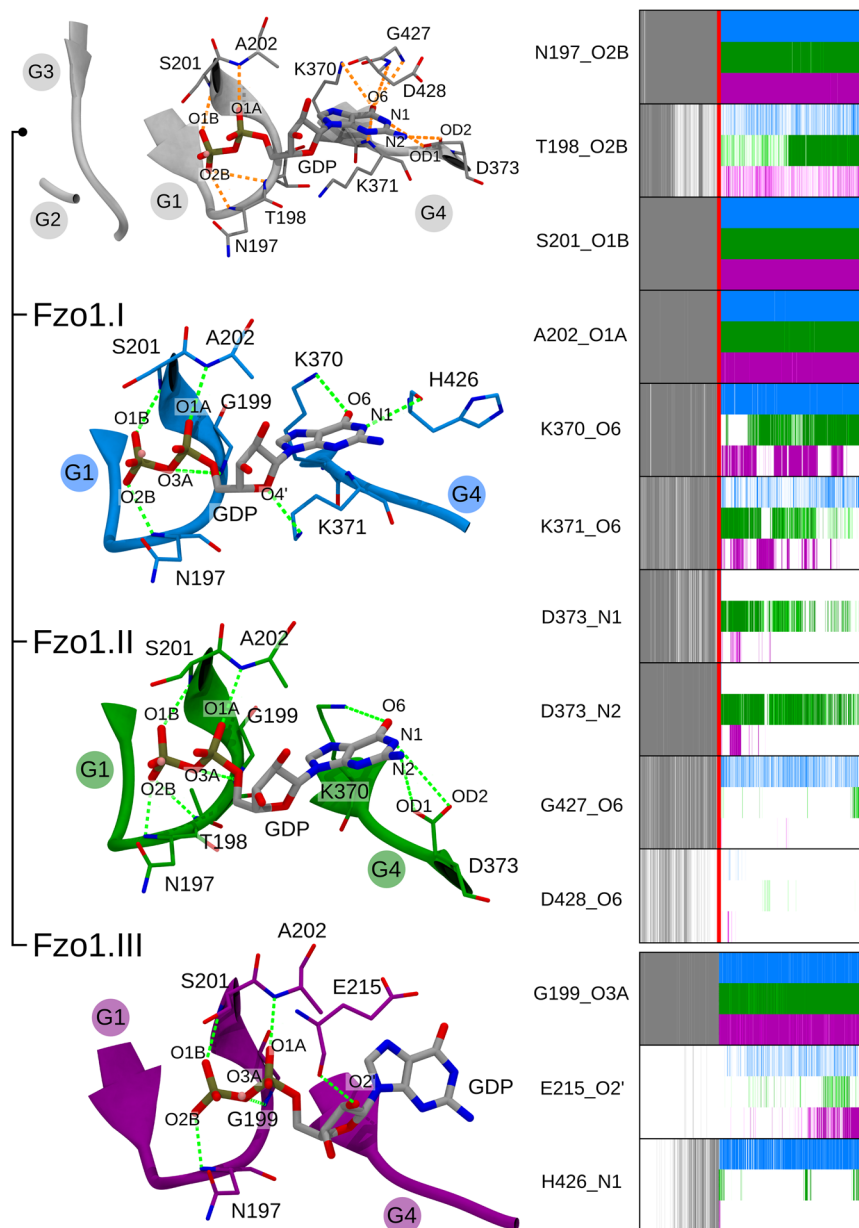 G3
G2
G1
S201
A202
K370
G427
D428
O6
N1
N2
OD2
OD1
D373
O1A
O1B
O2B
GDP
T198
N197
K371
G4
Fzo1.I
S201
A202
K370
H426
O6
N1
O1B
O1A
G199
G1
O2B
O3A
GDP
O4'
K371
G4
N197
Fzo1.II
S201
A202
O6
N1
N2
O1B
O1A
G199
G1
O2B
O3A
K370
OD1
OD2
T198
GDP
N197
G4
D373
Fzo1.III
A202
S201
E215
G1
O1B
O1A
O3A
O2'
GDP
O2B
G199
N197
G4
N197_O2B
T198_O2B
S201_O1B
A202_O1A
K370_O6
K371_O6
D373_N1
D373_N2
G427_O6
D428_O6
G199_O3A
E215_O2'
H426_N1